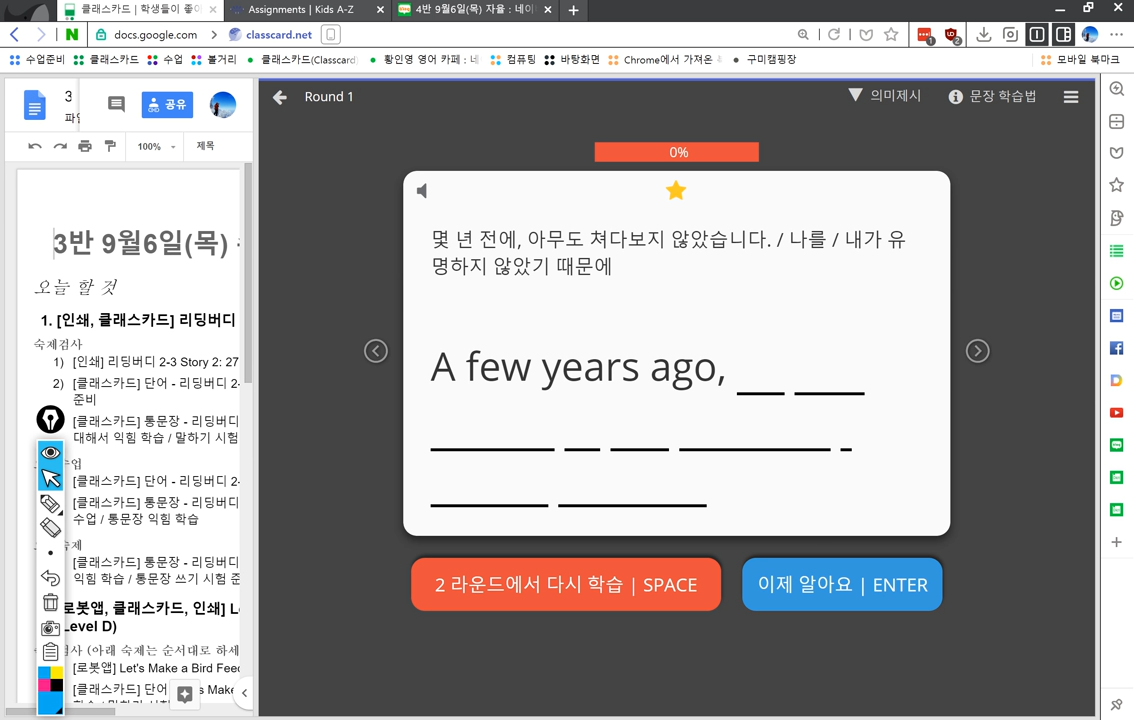 클래스카드 | 학생들이 좋아
Assignments | Kids A-Z
4반 9월6일(목) 자율 : 네이
docs.google.com
classcard.net
수업준비
클래스카드
수업
볼거리
클래스카드(Classcard
황인영 영어 카페 : 네
컴퓨팅
바탕화면
Chrome에서 가져온
구미캠핑장
모바일 북마크
3
파일
공유
100%
제목
3반 9월6일(목)
오늘 할 것
1. [인쇄, 클래스카드] 리딩버디
숙제검사
1) [인쇄] 리딩버디 2-3 Story 2: 27
2) [클래스카드] 단어 - 리딩버디 2-
준비
[클래스카드] 통문장 - 리딩버디
대해서 익힘 학습 / 말하기 시험
수업
[클래스카드] 단어 - 리딩버디 2-
[클래스카드] 통문장 - 리딩버디
수업 / 통문장 익힘 학습
숙제
[클래스카드] 통문장 - 리딩버디
익힘 학습 / 통문장 쓰기 시험 준
로봇앱, 클래스카드, 인쇄] L
Level D)
검사 (아래 숙제는 순서대로 하세
[로봇앱] Let's Make a Bird Feed
[클래스카드] 단어
s Make
Round 1
의미제시
문장 학습법
0%
몇 년 전에, 아무도 쳐다보지 않았습니다. / 나를 / 내가 유
명하지 않았기 때문에
A few years ago,
2 라운드에서 다시 학습 | SPACE
이제 알아요 | ENTER